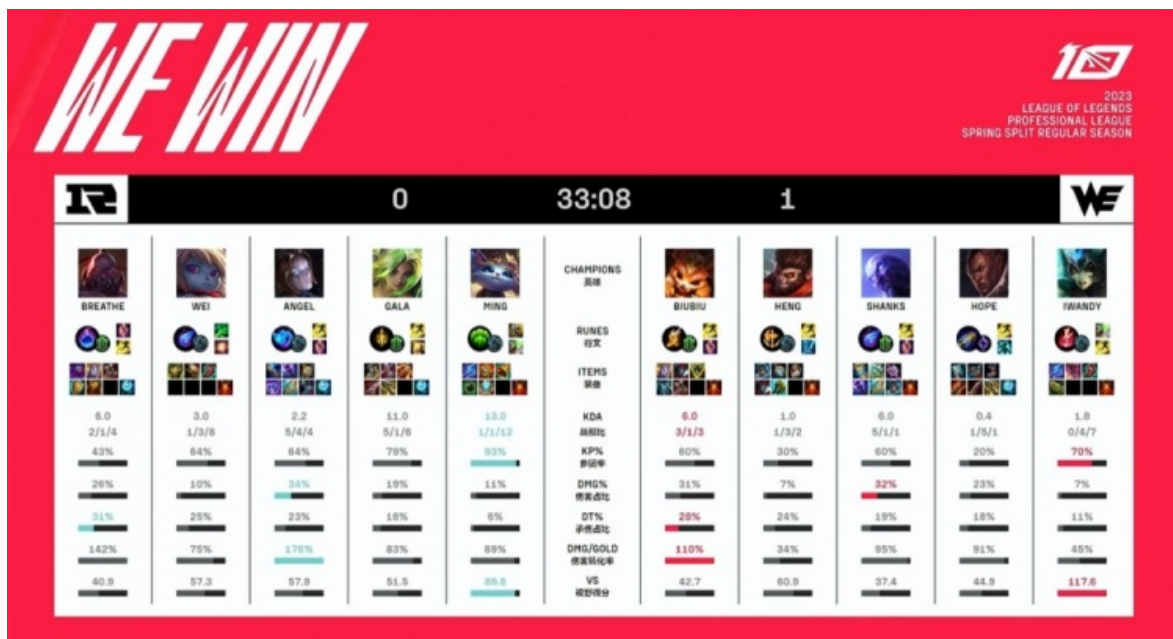 WE WIN
2023
LEAGUE OF LEGENDS
PROFESSIONAL LEAGUE
SPRING SPLIT REGULAR SEASON
0 33:08 1 WE
BREATHE WEI ANGEL GALA MING CHAMPIONS BIUBIU HENG SHANKS HOPE IWANDY
英雄
RUNES
符文
ITEMS
装备
6.0 3.0 2.2 11.0 13.0 KDA 6.0 1.0 6.0 0.4 1.8
2/1/4 1/3/8 5/4/4 5/1/6 1/1/12 战损比 3/1/3 1/3/2 5/1/1 1/5/1 0/4/7
43% 64% 64% 79% 93% KP% 60% 30% 60% 20% 70%
参团率
26% 10% 34% 19% 11% DMG% 31% 7% 32% 23% 7%
伤害占比
31% 25% 23% 16% 6% DT% 28% 24% 19% 18% 11%
承伤占比
142% 75% 176% 83% 89% DMG/GOLD 110% 34% 95% 91% 45%
伤害转化率
40.9 57.3 57.9 51.5 89.6 VS 42.7 60.9 37.4 44.9 117.6
视野得分